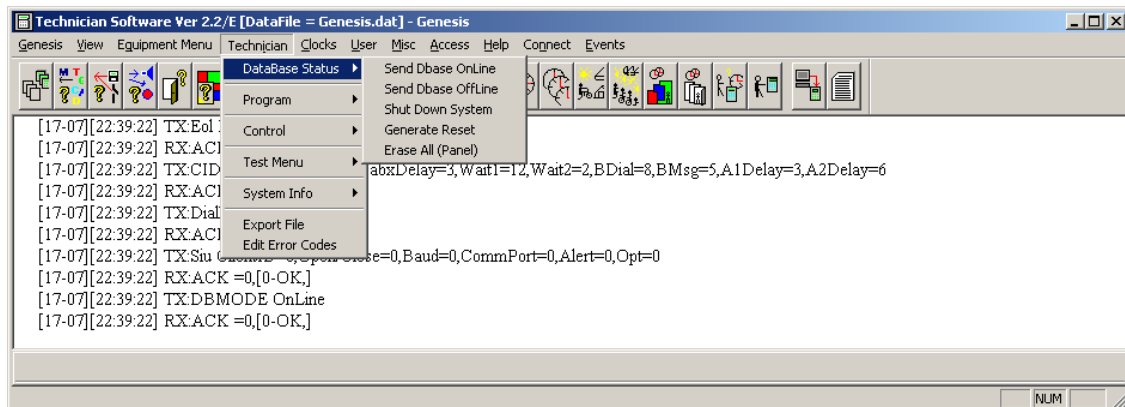 Technician Software Ver 2.2/E [DataFile = Genesis.dat] - Genesis
Genesis View Equipment Menu Technician Clocks User Misc Access Help Connect Events
DataBase Status
Program
Control
Test Menu
System Info
Export File
Edit Error Codes
Send Dbase OnLine
Send Dbase OffLine
Shut Down System
Generate Reset
Erase All (Panel)
[17-07][22:39:22] TX:Eol
[17-07][22:39:22] RX:ACK
[17-07][22:39:22] TX:CID abxDelay=3,Wait1=12,Wait2=2,BDial=8,BMsg=5,A1Delay=3,A2Delay=6
[17-07][22:39:22] RX:ACK
[17-07][22:39:22] TX:Dial
[17-07][22:39:22] RX:ACK
[17-07][22:39:22] TX:Siu =0,Baud=0,CommPort=0,Alert=0,Opt=0
[17-07][22:39:22] RX:ACK =0,[0-OK,]
[17-07][22:39:22] TX:DBMODE OnLine
[17-07][22:39:22] RX:ACK =0,[0-OK,]
NUM